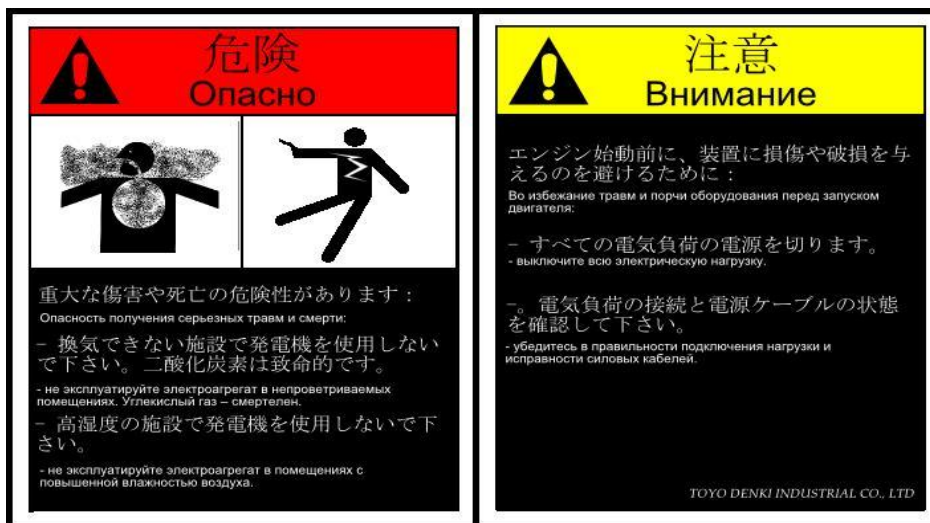 危険
Опасно
重大な傷害や死亡の危険性があります：
Опасность получения серьезных травм и смерти:
－ 換気できない施設で発電機を使用しない
で下さい。二酸化炭素は致命的です。
- не эксплуатируйте электроагрегат в непроветриваемых
помещениях. Углекислый газ – смертелен.
－ 高湿度の施設で発電機を使用しないで下
さい。
- не эксплуатируйте электроагрегат в помещениях с
повышенной влажностью воздуха.
注意
Внимание
エンジン始動前に、装置に損傷や破損を与
えるのを避けるために：
Во избежание травм и порчи оборудования перед запуском
двигателя:
－ すべての電気負荷の電源を切ります。
- выключите всю электрическую нагрузку.
－。電気負荷の接続と電源ケーブルの状態
を確認して下さい。
- убедитесь в правильности подключения нагрузки и
исправности силовых кабелей.
TOYO DENKI INDUSTRIAL CO., LTD